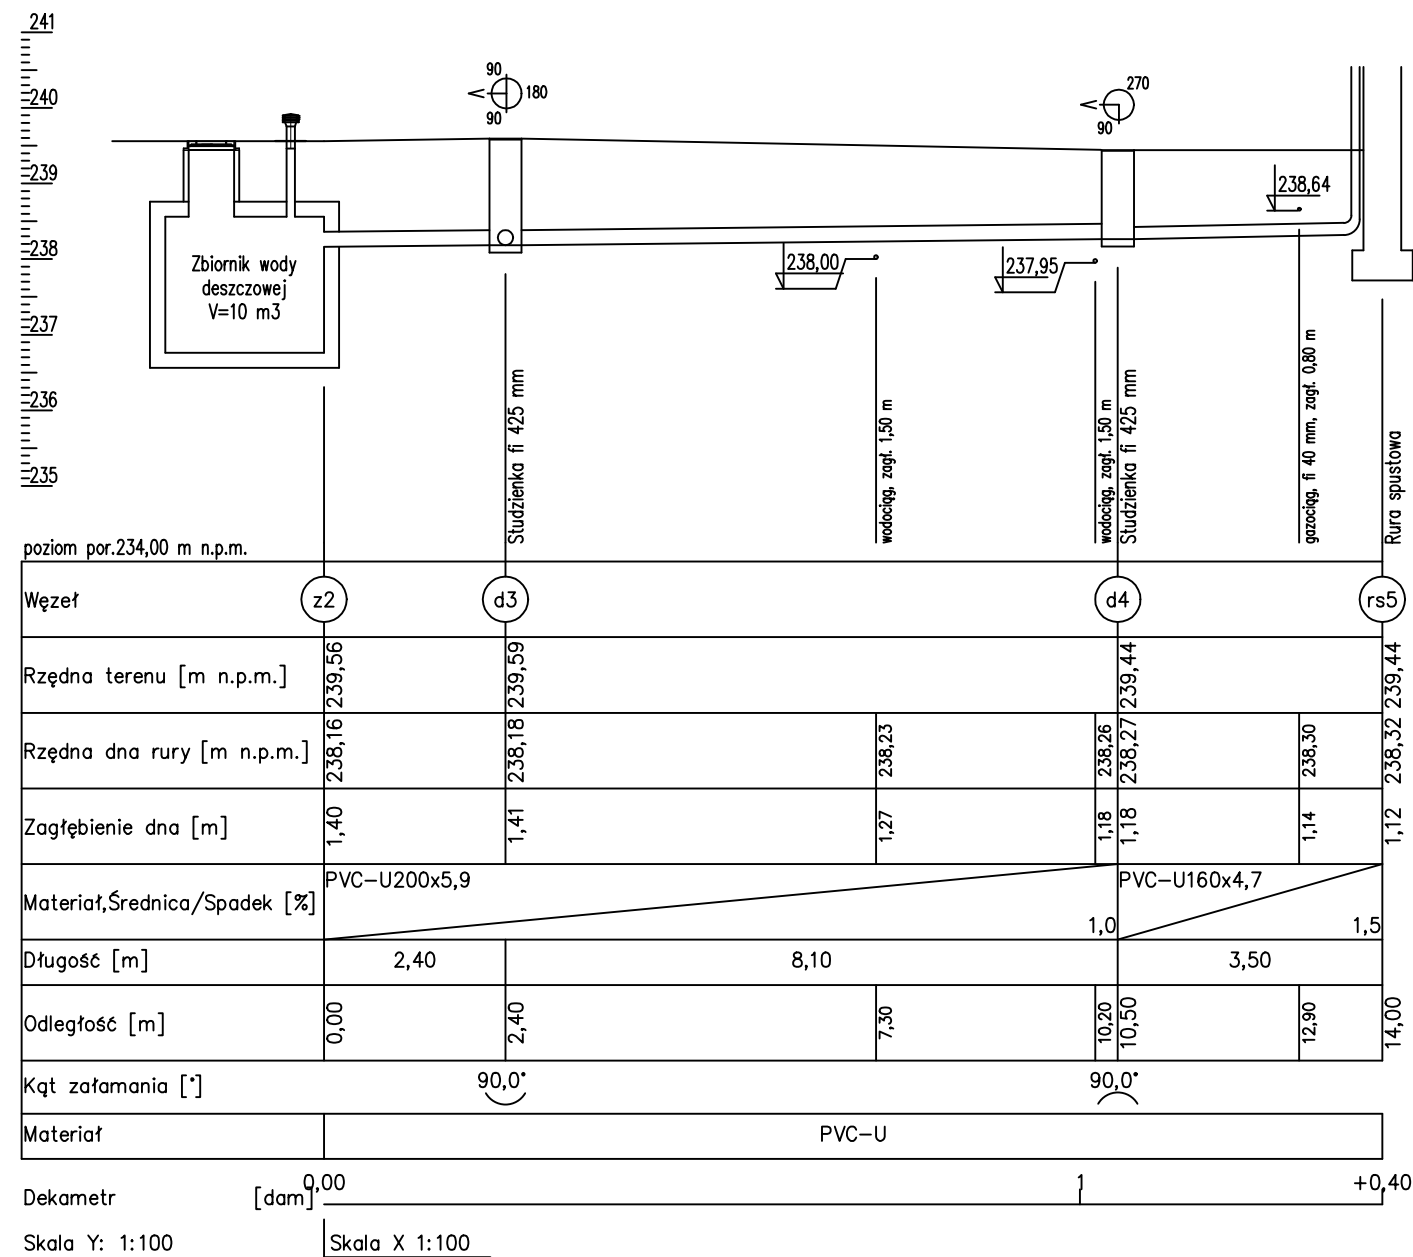 241
240
239
238
237
236
235
90
180
90
270
90
238,64
238,00
237,95
Zbiornik wody
deszczowej
V=10 m3
Studzienka fi 425 mm
wodociąg, zagł. 1,50 m
wodociąg, zagł. 1,50 m
Studzienka fi 425 mm
gazociąg, fi 40 mm, zagł. 0,80 m
Rura spustowa
poziom por.234,00 m n.p.m.
Węzeł z2 d3 d4 rs5
Rzędna terenu [m n.p.m.] 239,56 239,59 239,44 239,44
Rzędna dna rury [m n.p.m.] 238,16 238,18 238,23 238,26 238,27 238,30 238,32
Zagłębienie dna [m] 1,40 1,41 1,27 1,18 1,18 1,14 1,12
Materiał,Średnica/Spadek [%] PVC-U200x5,9 1,0 PVC-U160x4,7 1,5
Długość [m] 2,40 8,10 3,50
Odległość [m] 0,00 2,40 7,30 10,20 10,50 12,90 14,00
Kąt załamania [°] 90,0° 90,0°
Materiał PVC-U
Dekametr [dam] 0,00 1 +0,40
Skala Y: 1:100 Skala X 1:100